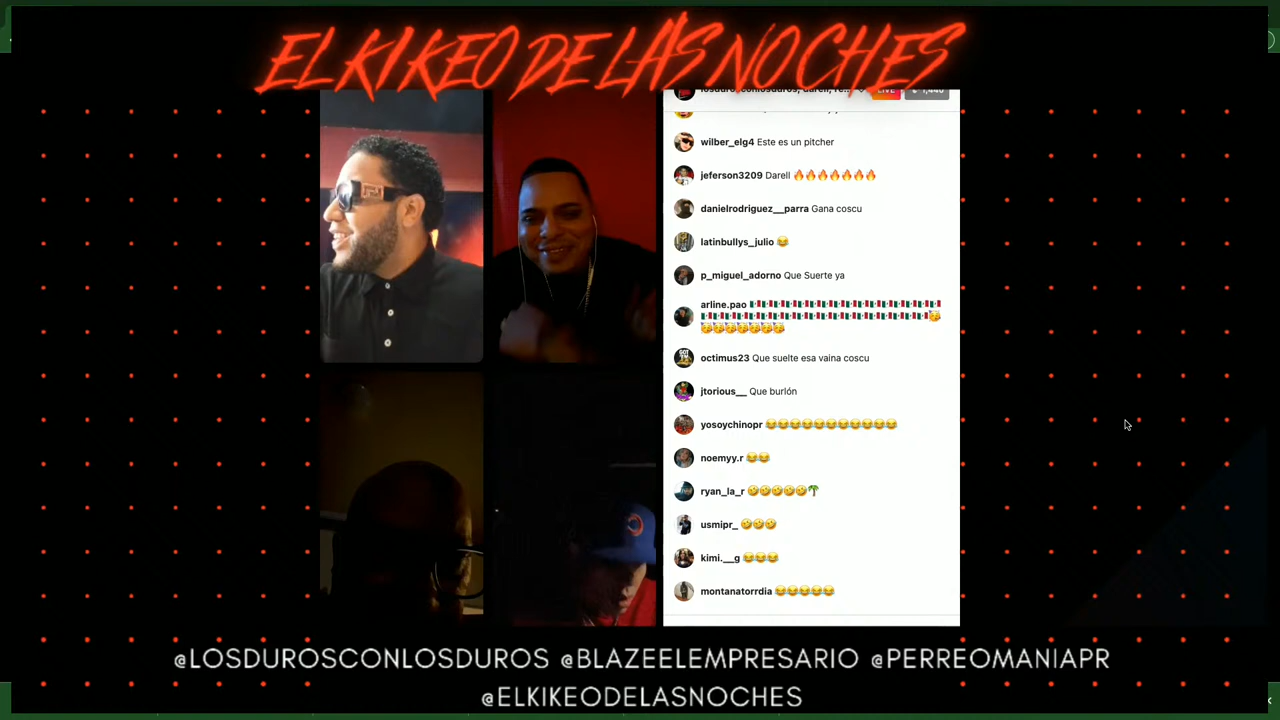 EL KIKEO DE LAS NOCHES
LIVE
wilber_elg4 Este es un pitcher
jeferson3209 Darell 🔥🔥🔥🔥🔥🔥🔥
danielrodriguez__parra Gana coscu
latinbullys_julio 😂
p_miguel_adorno Que Suerte ya
arline.pao
octimus23 Que suelte esa vaina coscu
jtorious__ Que burlón
yosoychinopr 😂😂😂😂😂😂😂😂😂😂😂
noemyy.r 😂😂
ryan_la_r 🤣🤣🤣🤣🤣🌴
usmipr_ 🤣🤣🤣
kimi.__g 😂😂😂
montanatorrdia 😂😂😂😂😂
@LOSDUROSCONLOSDUROS @BLAZEELEMPRESARIO @PERREOMANIAPR
@ELKIKEODELASNOCHES